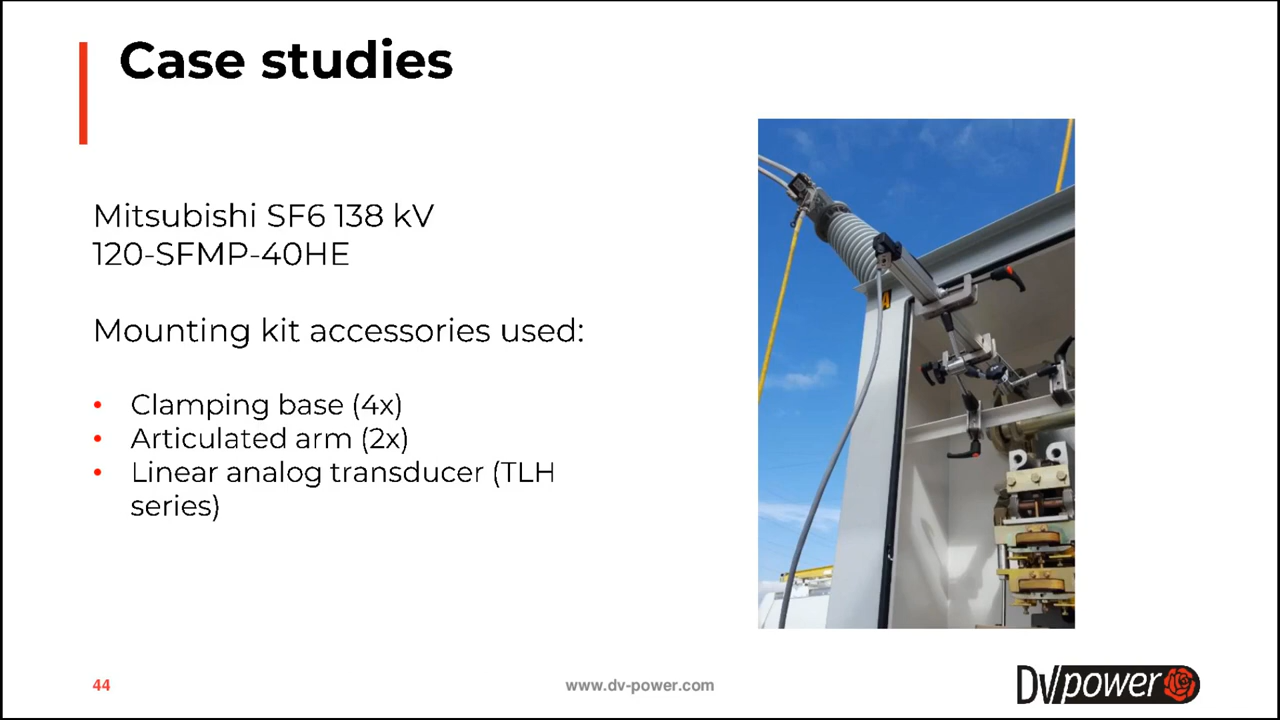 Case studies
Mitsubishi SF6 138 kV
120-SFMP-40HE
Mounting kit accessories used:
• Clamping base (4x)
• Articulated arm (2x)
• Linear analog transducer (TLH
series)
A
44
www.dv-power.com
DV power